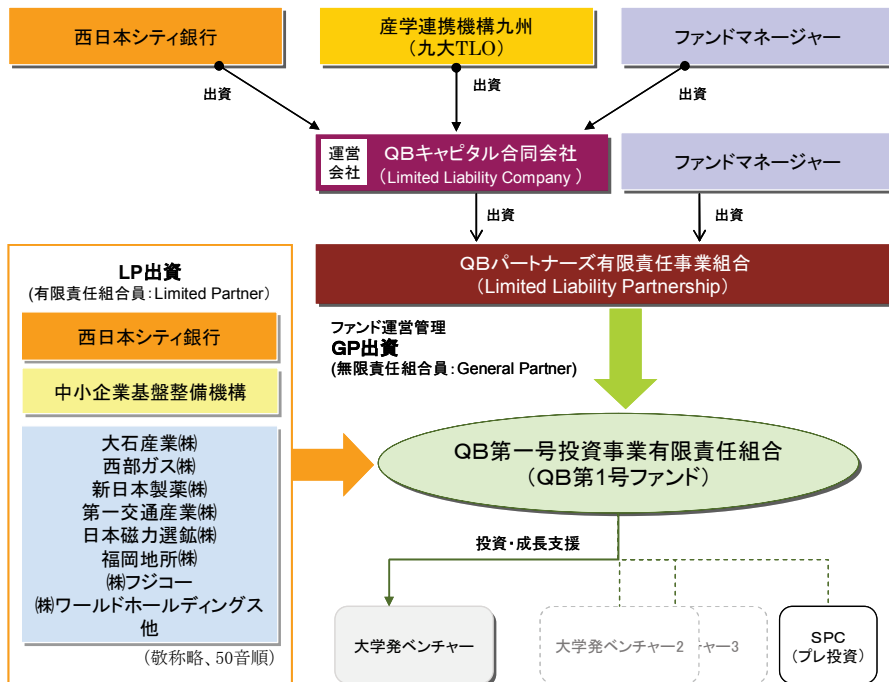 西日本シティ銀行
産学連携機構九州
(九大TLO)
ファンドマネージャー
出資
出資
出資
運営
会社
QBキャピタル合同会社
(Limited Liability Company )
ファンドマネージャー
出資
出資
QBパートナーズ有限責任事業組合
(Limited Liability Partnership)
LP出資
(有限責任組合員:Limited Partner)
西日本シティ銀行
中小企業基盤整備機構
大石産業㈱
西部ガス㈱
新日本製薬㈱
第一交通産業㈱
日本磁力選鉱㈱
福岡地所㈱
㈱フジコー
㈱ワールドホールディングス
他
(敬称略、50音順)
ファンド運営管理
GP出資
(無限責任組合員:General Partner)
QB第一号投資事業有限責任組合
(QB第1号ファンド)
投資・成長支援
大学発ベンチャー
大学発ベンチャー2
チャー3
SPC
(プレ投資)